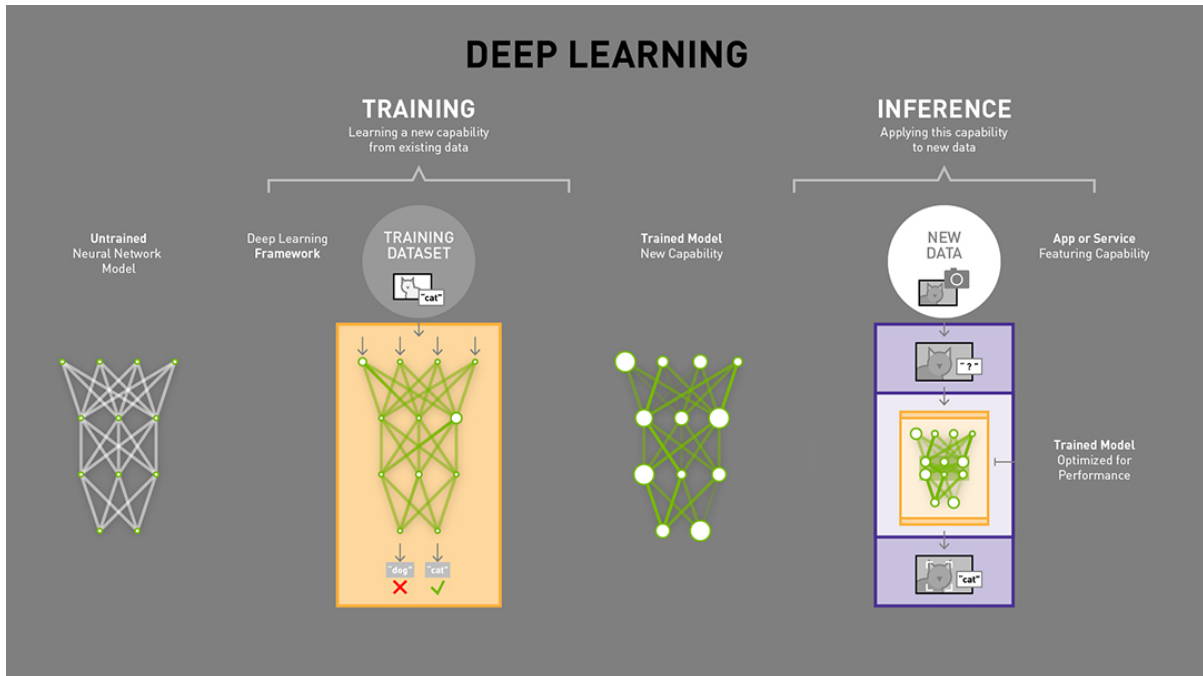 DEEP LEARNING
TRAINING
Learning a new capability
from existing data
INFERENCE
Applying this capability
to new data
Untrained
Neural Network
Model
Deep Learning
Framework
TRAINING
DATASET
"cat"
Trained Model
New Capability
NEW
DATA
App or Service
Featuring Capability
"?"
Trained Model
Optimized for
Performance
"dog"
"cat"
"cat"